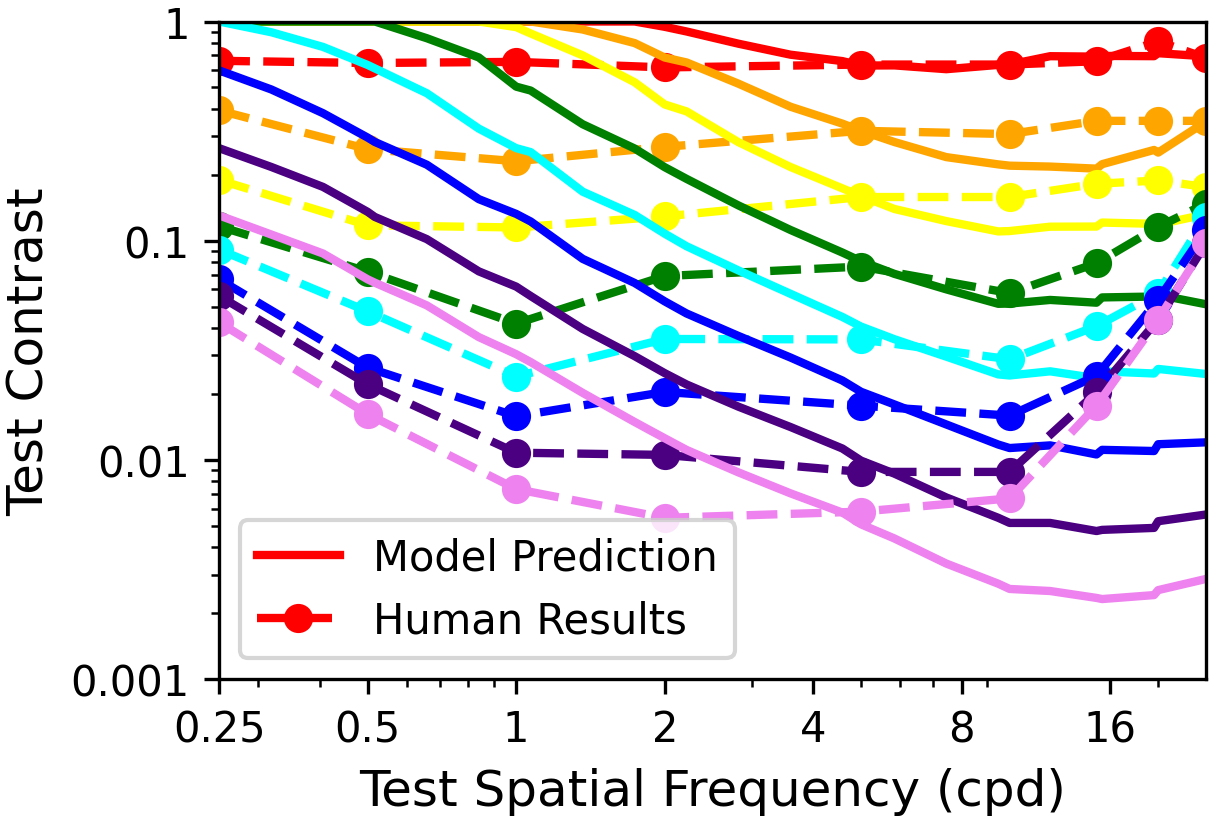 1
0.1
0.01
0.001
Test Contrast
Model Prediction
Human Results
0.25 0.5 1 2 4 8 16
Test Spatial Frequency (cpd)